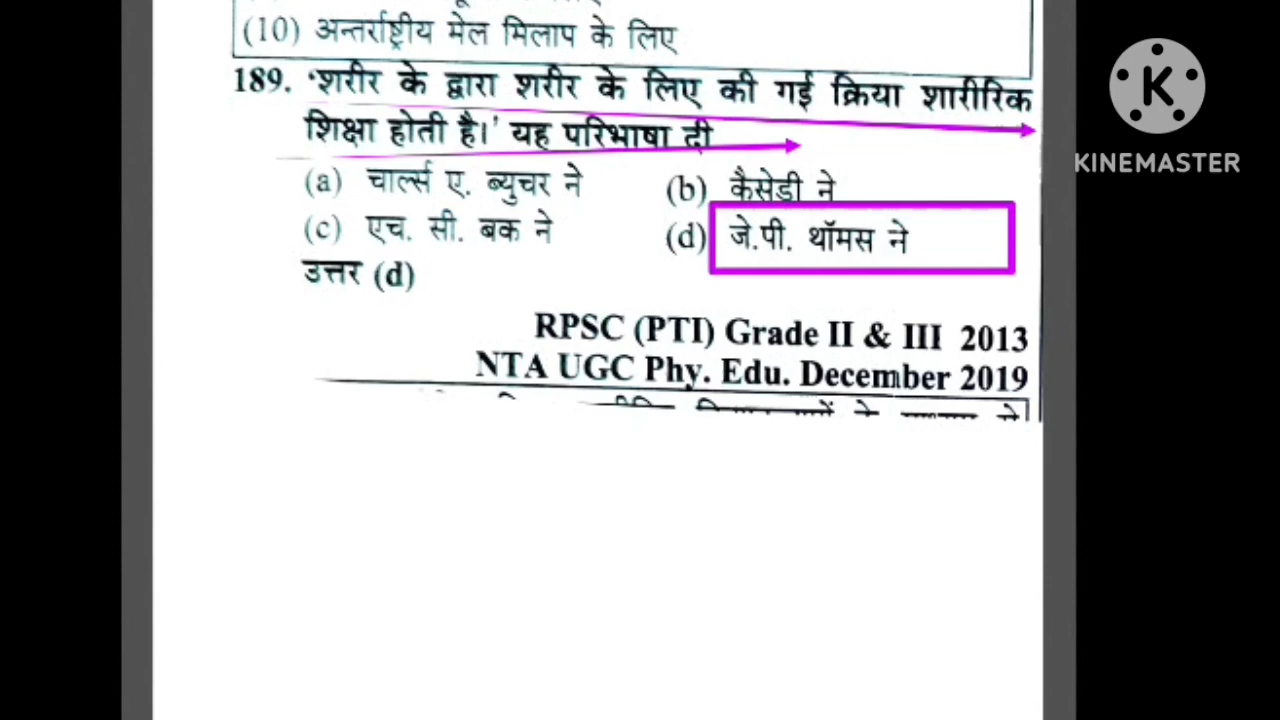 (10) अन्तर्राष्ट्रीय मेल मिलाप के लिए
189. 'शरीर के द्वारा शरीर के लिए की गई क्रिया शारीरिक
शिक्षा होती है।' यह परिभाषा दी
(a) चार्ल्स ए. ब्युचर ने (b) कैसेडी ने
(c) एच. सी. बक ने (d) जे.पी. थॉमस ने
उत्तर (d)
RPSC (PTI) Grade II & III 2013
NTA UGC Phy. Edu. December 2019
K
KINEMASTER